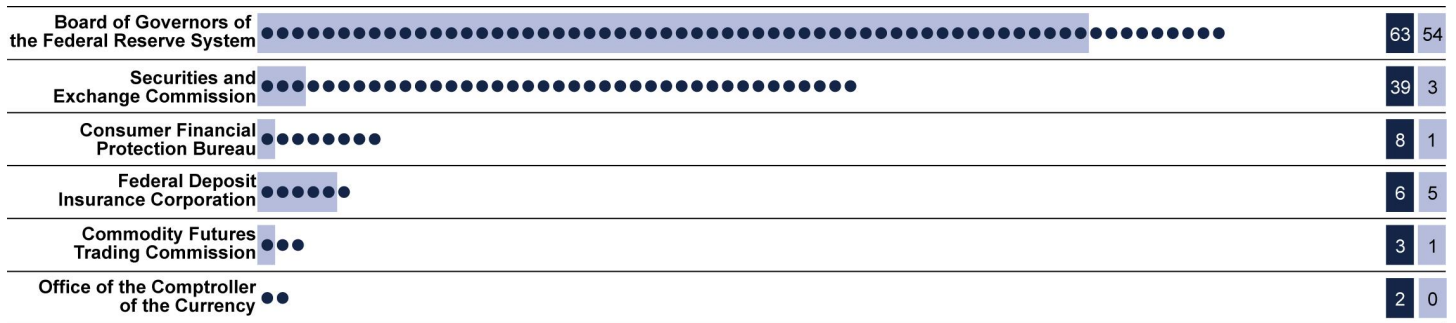 Board of Governors of
the Federal Reserve System
63 54
Securities and
Exchange Commission
39 3
Consumer Financial
Protection Bureau
8 1
Federal Deposit
Insurance Corporation
6 5
Commodity Futures
Trading Commission
3 1
Office of the Comptroller
of the Currency
2 0